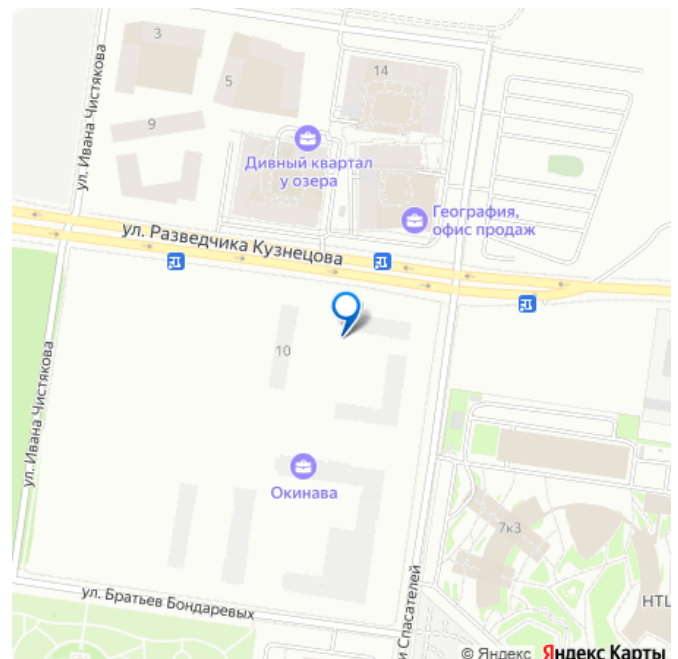 3
ул. Ивана Чистякова
5
14
9
Дивный квартал
у озера
География,
офис продаж
ул. Разведчика Кузнецова
10
ул. Ивана Чистякова
Окинава
7к3
ул. Братьев Бондаревых
и Спасателей
НТЦ
© Яндекс Яндекс Карты